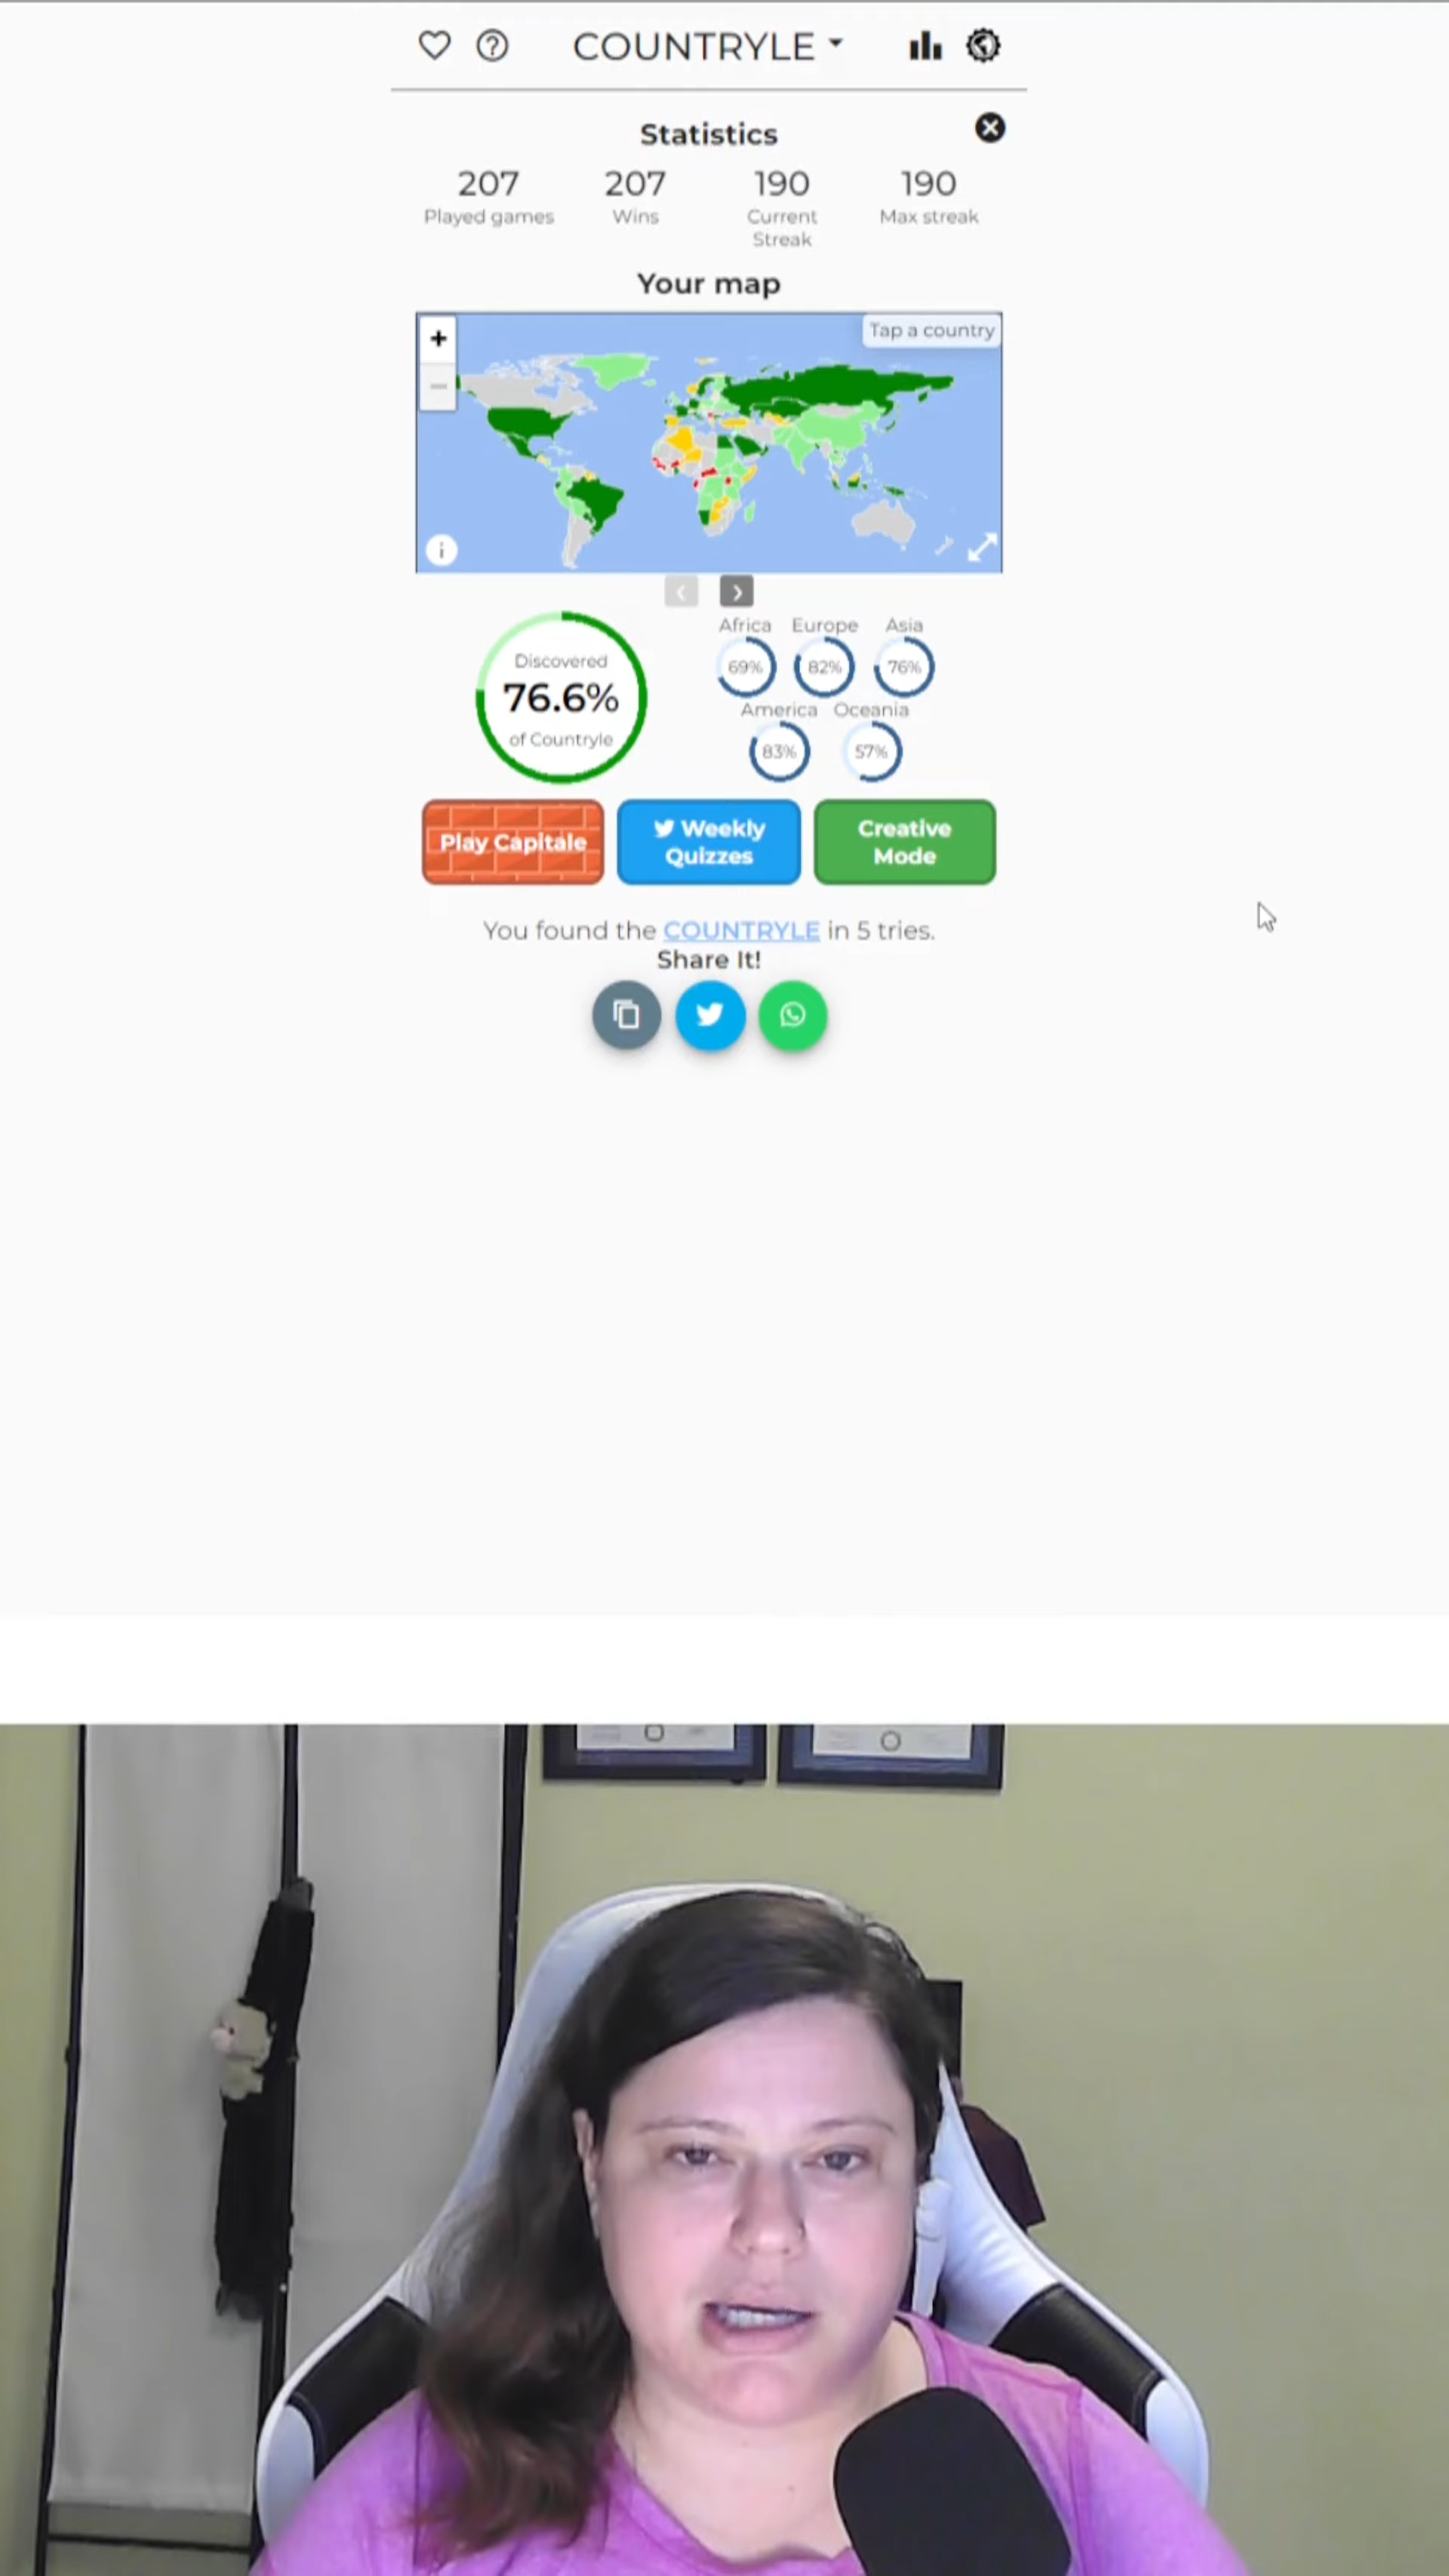 COUNTRYLE
Statistics
207 207 190 190
Played games Wins Current Streak Max streak
Your map
+
Tap a country
−
i
Discovered
76.6%
of Countryle
Africa Europe Asia
69% 82% 76%
America Oceania
83% 57%
Play Capitale
Weekly Quizzes
Creative Mode
You found the COUNTRYLE in 5 tries.
Share It!